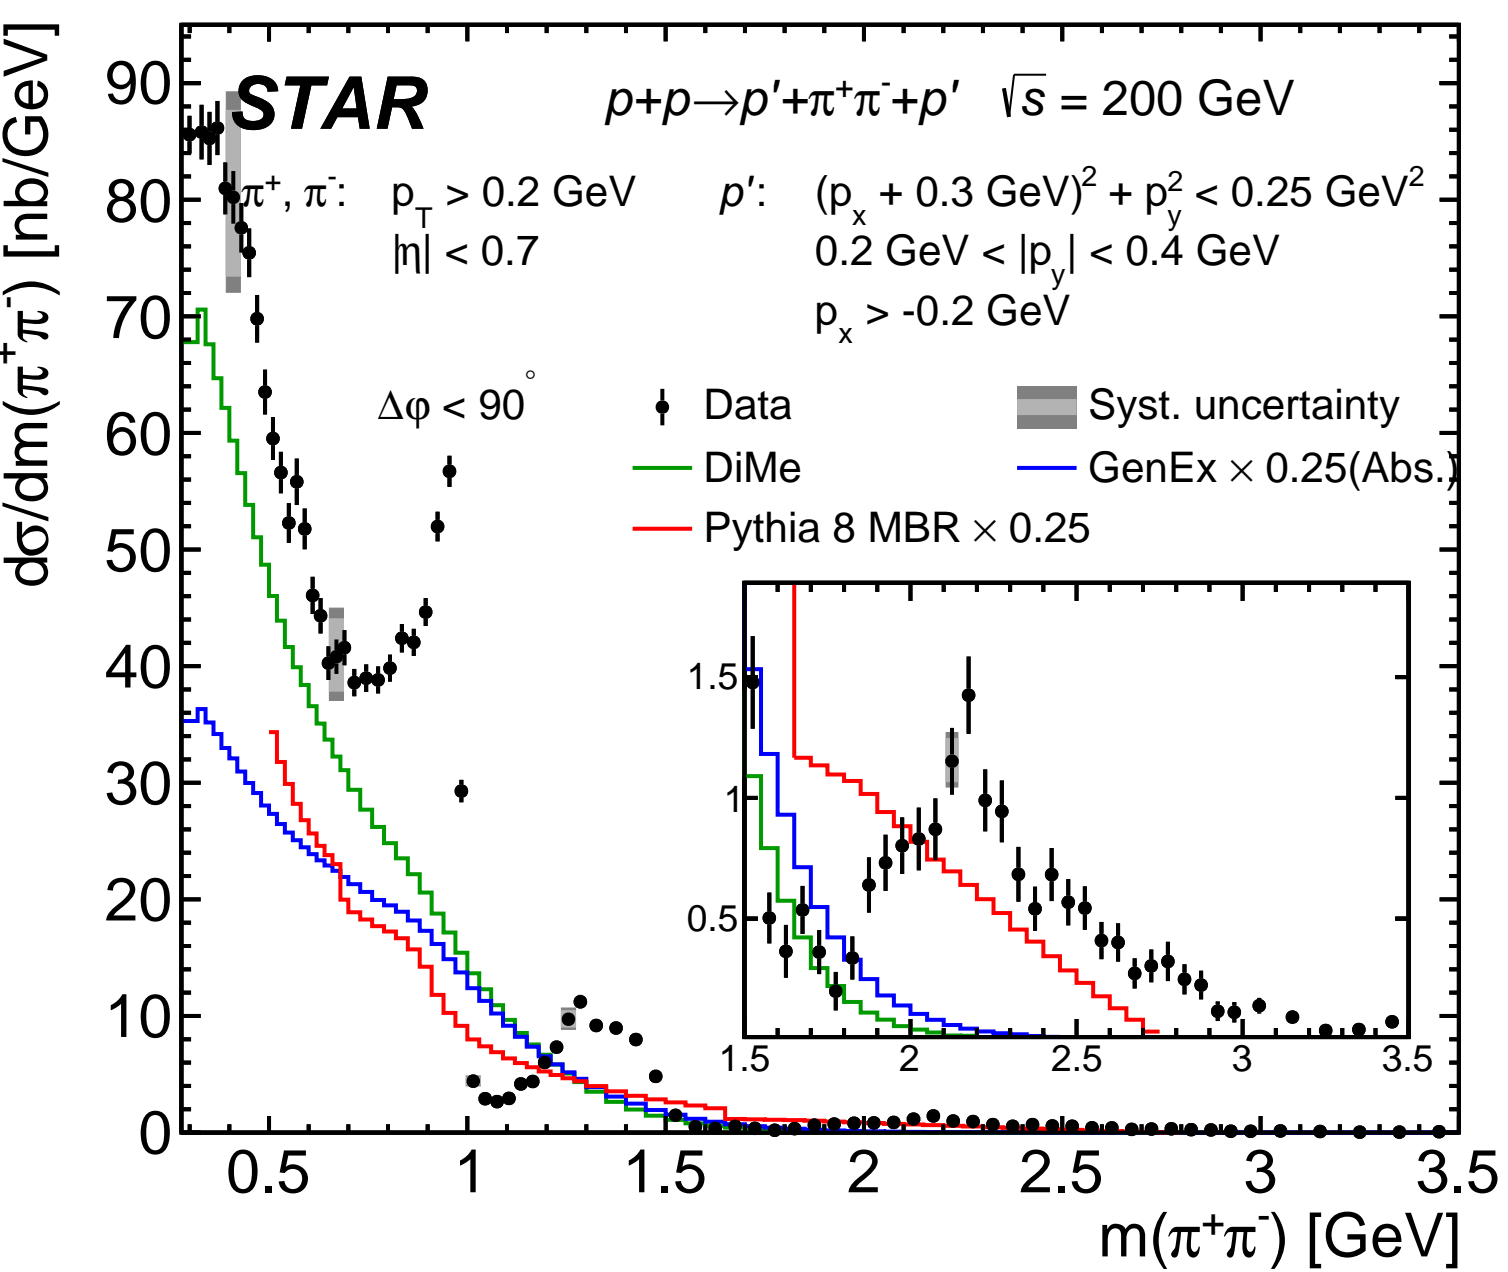 dσ/dm(π⁺π⁻) [nb/GeV]
STAR
p+p→p′+π⁺π⁻+p′ √s = 200 GeV
π⁺, π⁻: p_T > 0.2 GeV p′: (p_x + 0.3 GeV)² + p_y² < 0.25 GeV²
|η| < 0.7 0.2 GeV < |p_y| < 0.4 GeV
p_x > -0.2 GeV
Δφ < 90°
Data
Syst. uncertainty
DiMe
GenEx × 0.25(Abs.)
Pythia 8 MBR × 0.25
90
80
70
60
50
40
30
20
10
0
1.5
1
0.5
1.5 2 2.5 3 3.5
0.5 1 1.5 2 2.5 3 3.5
m(π⁺π⁻) [GeV]